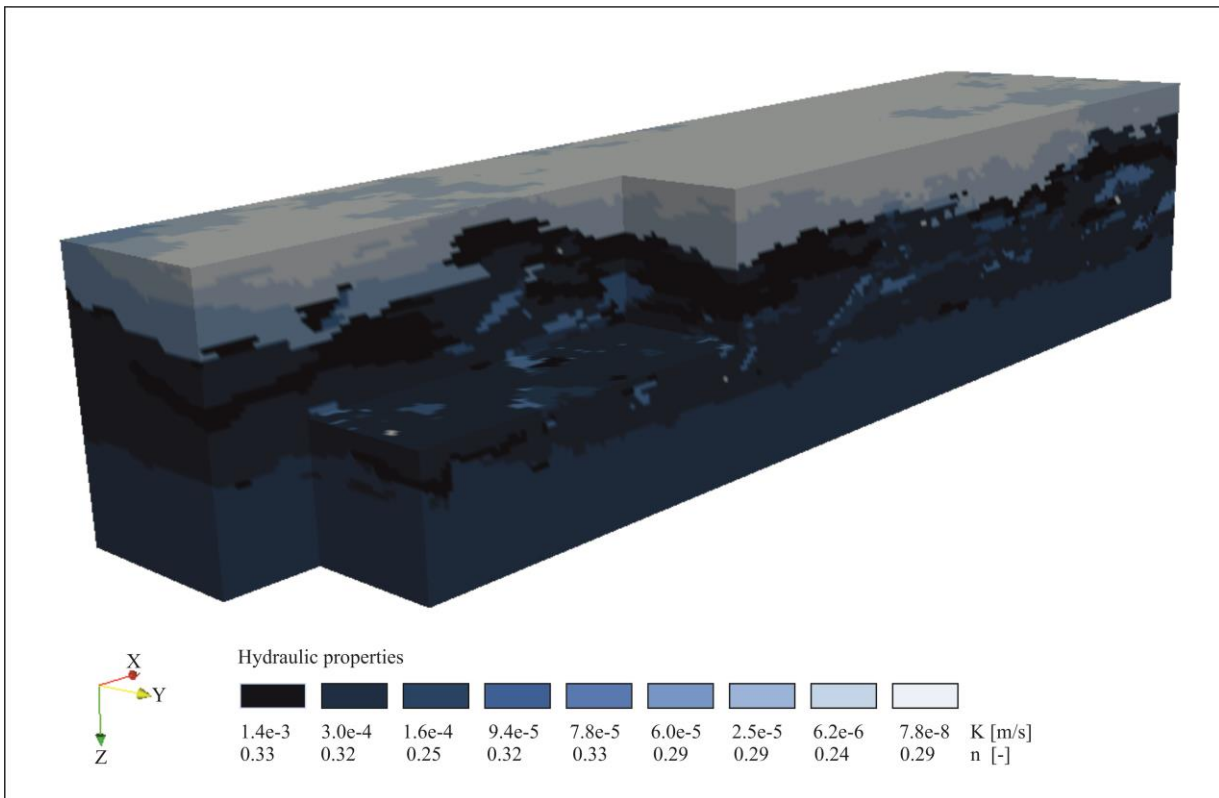 Hydraulic properties
X
Y
Z
1.4e-3 3.0e-4 1.6e-4 9.4e-5 7.8e-5 6.0e-5 2.5e-5 6.2e-6 7.8e-8 K [m/s]
0.33 0.32 0.25 0.32 0.33 0.29 0.29 0.24 0.29 n [-]